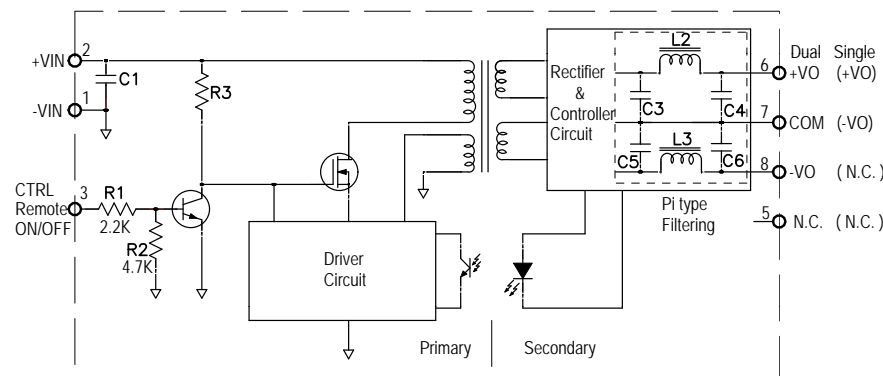 +VIN
2
C1
-VIN
1
R3
CTRL
Remote
ON/OFF
3
R1
2.2K
R2
4.7K
Driver
Circuit
Primary
Secondary
Rectifier
&
Controller
Circuit
L2
C3
C4
L3
C5
C6
Pi type
Filtering
Dual Single
6 +VO (+VO)
7 COM (-VO)
8 -VO (N.C.)
5 N.C. (N.C.)